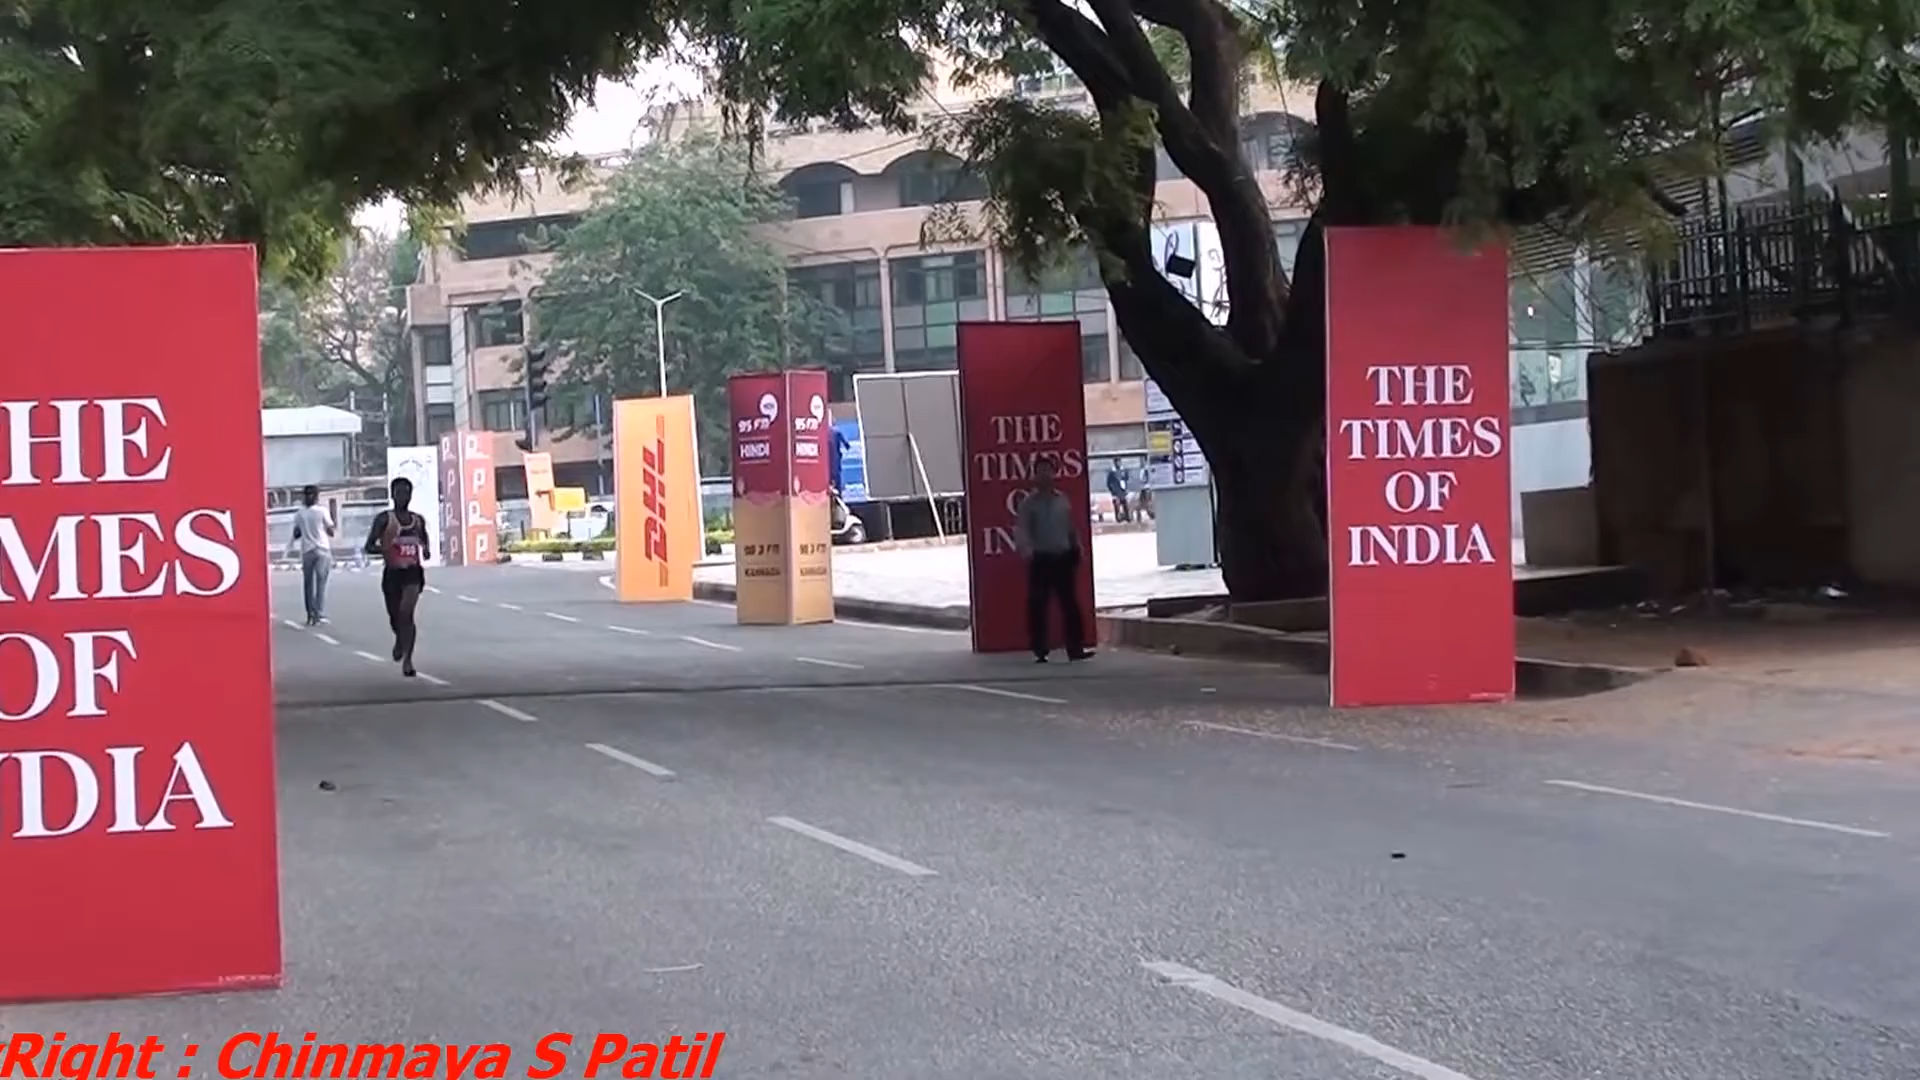 HE
MES
OF
DIA
P
P
P
P
P
P
DHL
95 FM
HINDI
98.3 FM
KANNADA
95 FM
HINDI
98.3 FM
KANNADA
THE
TIMES
IN
THE
TIMES
OF
INDIA
Right : Chinmaya S Patil